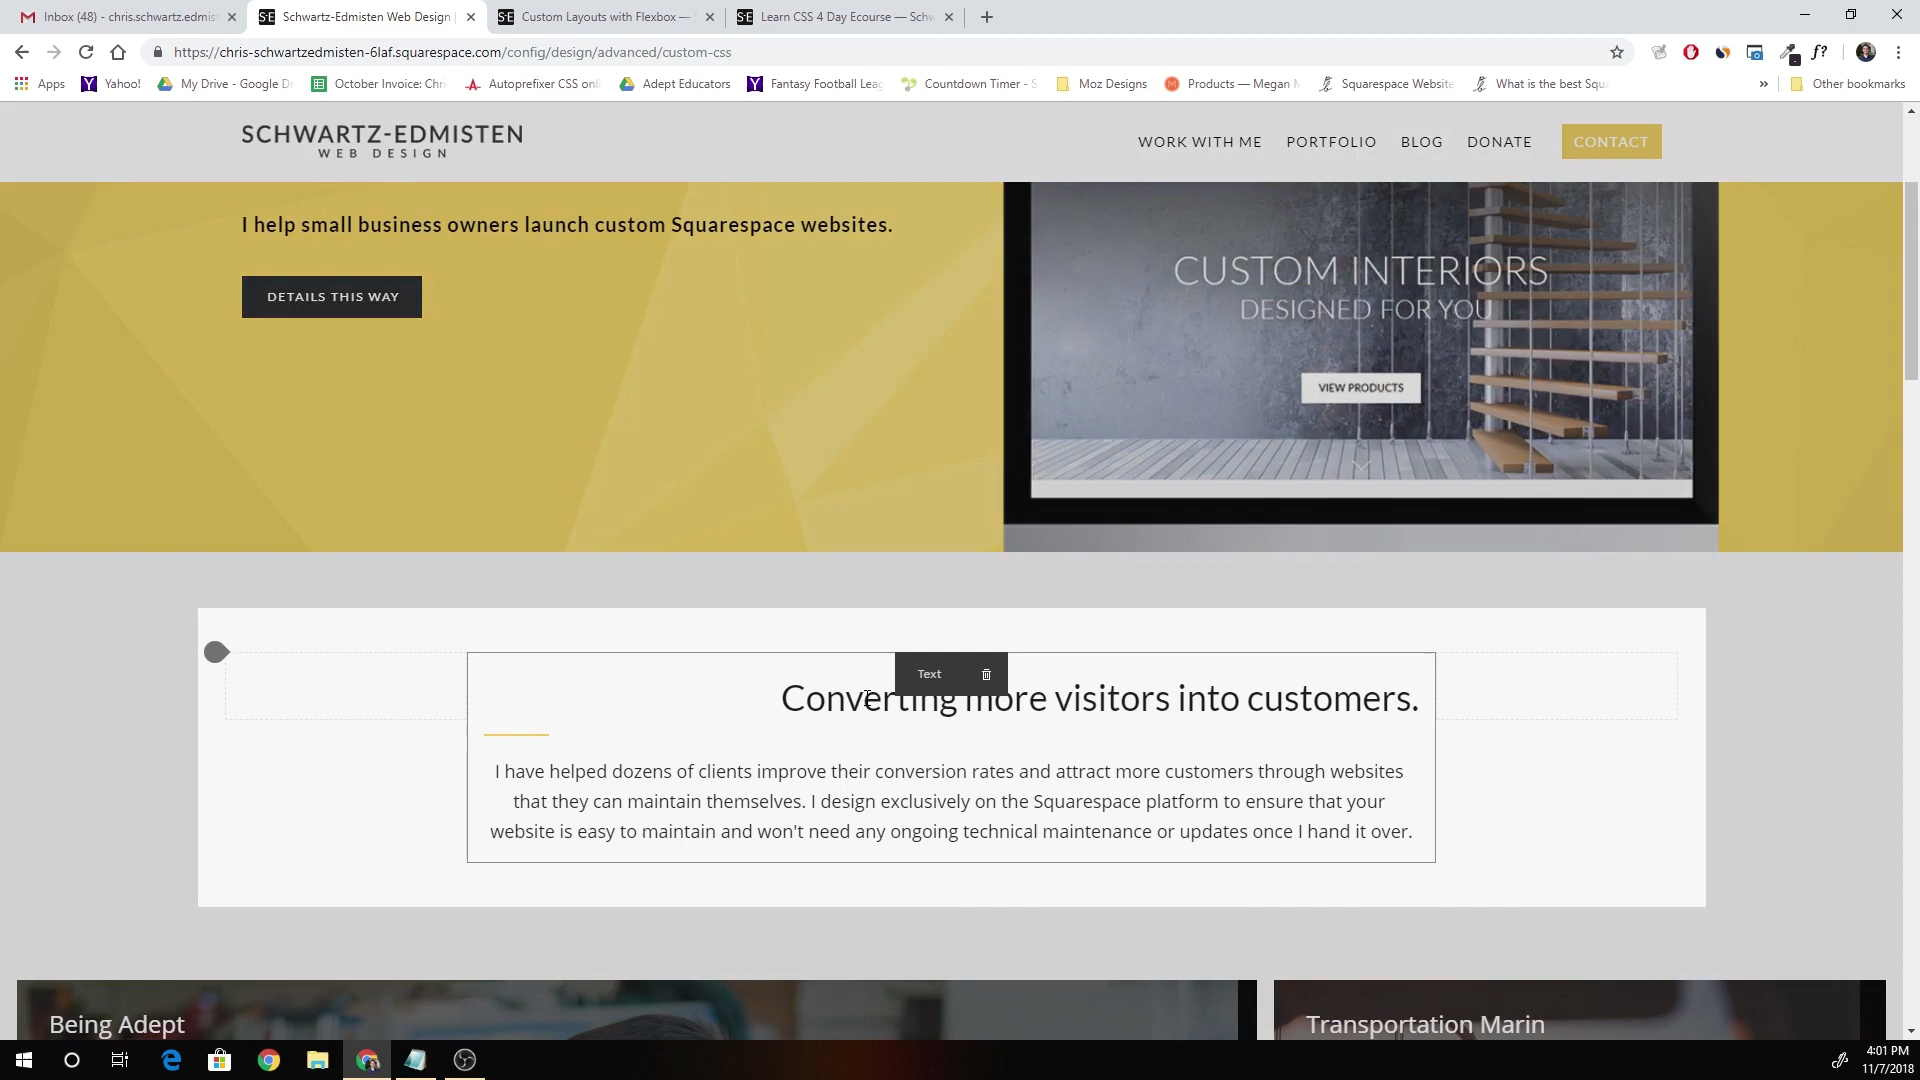 Inbox (48) - chris.schwartz.edmist
Schwartz-Edmisten Web Design |
S·E Custom Layouts with Flexbox —
S·E Learn CSS 4 Day Ecourse — Schw
https://chris-schwartzedmisten-6laf.squarespace.com/config/design/advanced/custom-css
f?
Apps
Yahoo!
My Drive - Google D
October Invoice: Chri
Autoprefixer CSS onli
Adept Educators
Fantasy Football Leag
Countdown Timer - S
Moz Designs
Products — Megan M
Squarespace Website
What is the best Squa
»
Other bookmarks
SCHWARTZ-EDMISTEN
WEB DESIGN
WORK WITH ME
PORTFOLIO
BLOG
DONATE
CONTACT
I help small business owners launch custom Squarespace websites.
DETAILS THIS WAY
CUSTOM INTERIORS
DESIGNED FOR YOU
VIEW PRODUCTS
Text
Converting more visitors into customers.
I have helped dozens of clients improve their conversion rates and attract more customers through websites
that they can maintain themselves. I design exclusively on the Squarespace platform to ensure that your
website is easy to maintain and won't need any ongoing technical maintenance or updates once I hand it over.
Being Adept
Transportation Marin
4:01 PM
11/7/2018